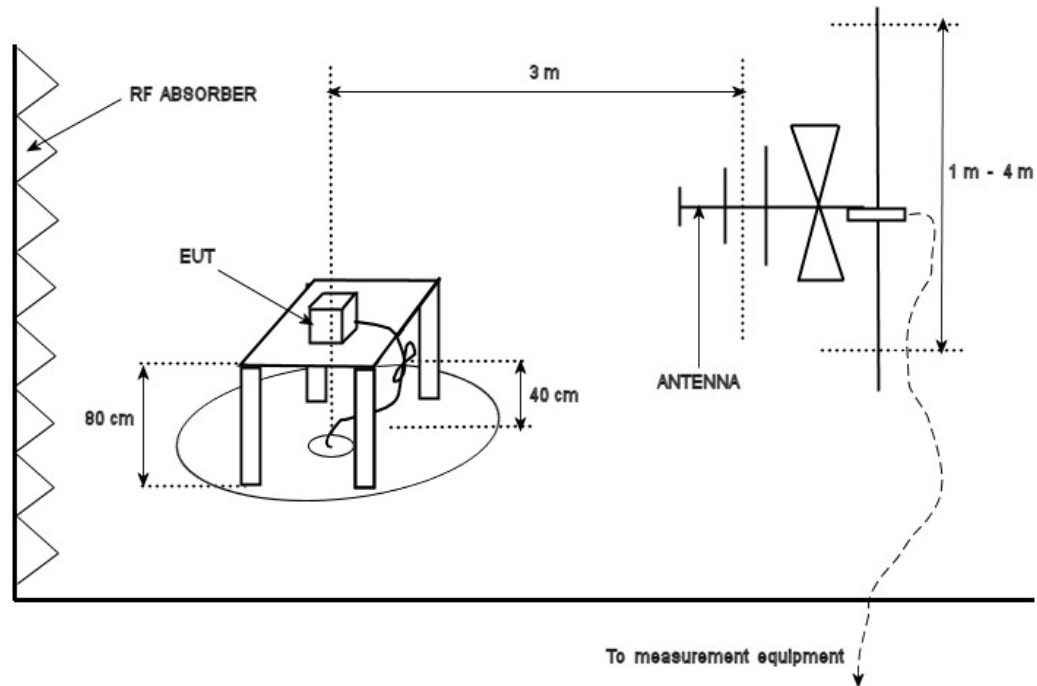 3 m
RF ABSORBER
1 m - 4 m
EUT
ANTENNA
40 cm
80 cm
To measurement equipment